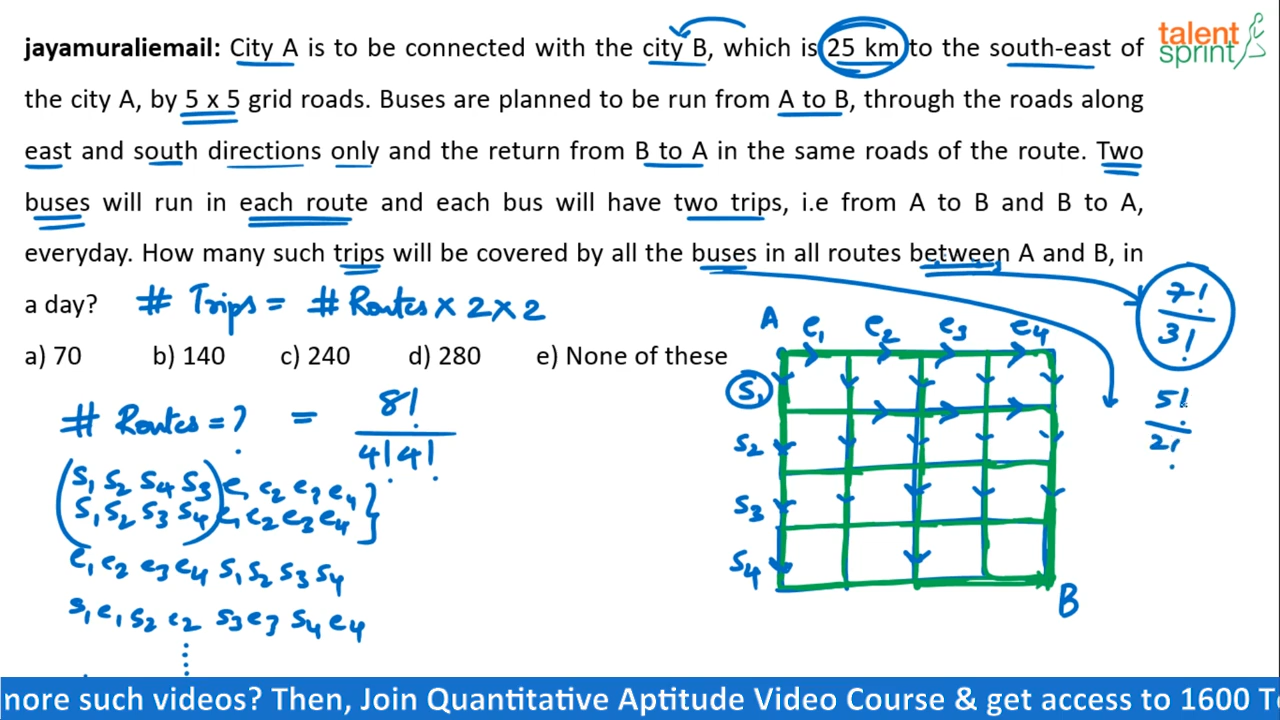 talent
sprint
jayamuraliemail: City A is to be connected with the city B, which is 25 km to the south-east of
the city A, by 5 x 5 grid roads. Buses are planned to be run from A to B, through the roads along
east and south directions only and the return from B to A in the same roads of the route. Two
buses will run in each route and each bus will have two trips, i.e from A to B and B to A,
everyday. How many such trips will be covered by all the buses in all routes between A and B, in
a day? # Trips = # Routes x 2 x 2
a) 70 b) 140 c) 240 d) 280 e) None of these
7!
3!
5!
2!
A e1 e2 e3 e4
S1
S2
S3
S4
B
# Routes = ? = 8!
4! 4!
S1 S2 S4 S3 e1 e2 e3 e4
S1 S2 S3 S4 e1 e2 e3 e4
e1 e2 e3 e4 S1 S2 S3 S4
S1 e1 S2 e2 S3 e3 S4 e4
more such videos? Then, Join Quantitative Aptitude Video Course & get access to 1600